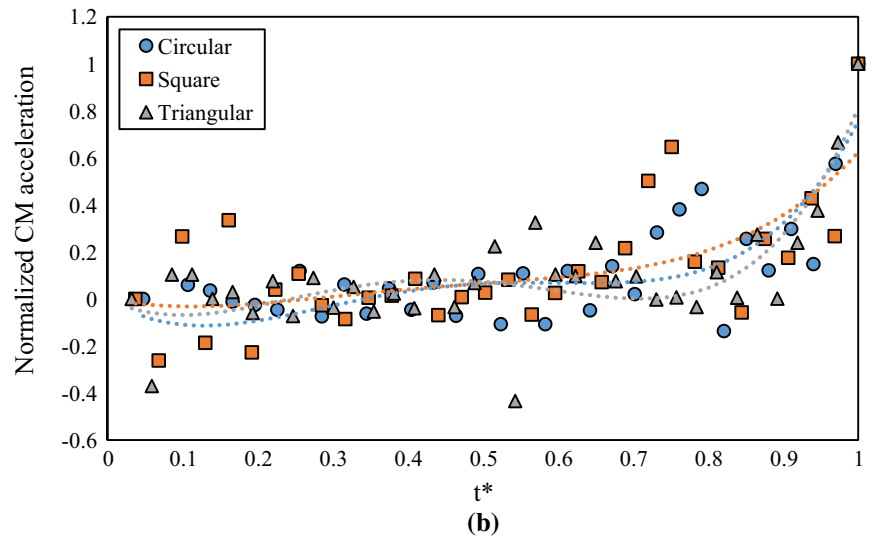 1.2
1
0.8
0.6
0.4
0.2
0
-0.2
-0.4
-0.6
Normalized CM acceleration
Circular
Square
Triangular
0 0.1 0.2 0.3 0.4 0.5 0.6 0.7 0.8 0.9 1
t*
(b)